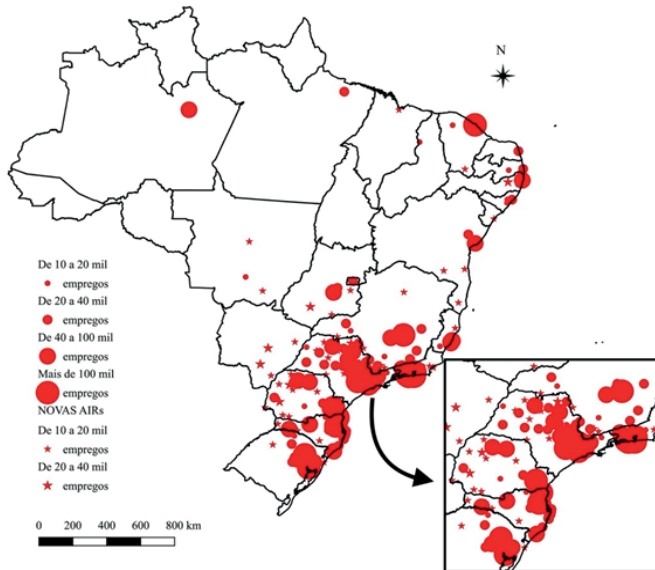 N
De 10 a 20 mil
empregos
De 20 a 40 mil
empregos
De 40 a 100 mil
empregos
Mais de 100 mil
empregos
NOVAS AIRs
De 10 a 20 mil
empregos
De 20 a 40 mil
empregos
0 200 400 600 800 km